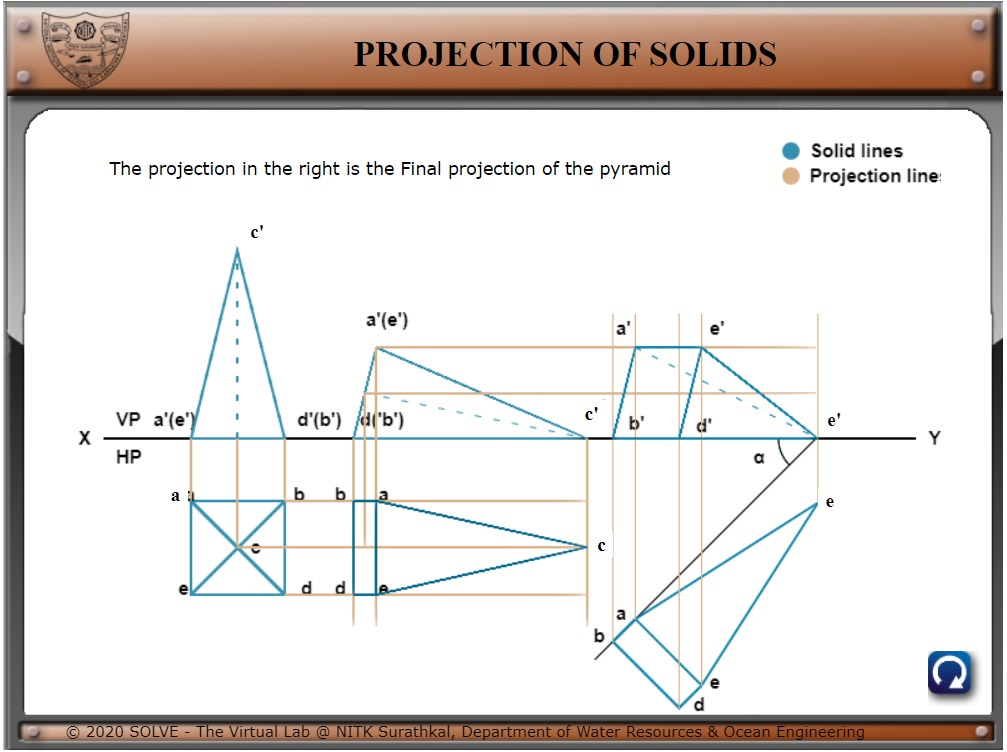 PROJECTION OF SOLIDS
The projection in the right is the Final projection of the pyramid
Solid lines
Projection line
c'
a'(e')
a' e'
VP a'(e') d'(b') d('b') c' b' d' e'
X Y
HP α
a b b a e
c c
e d d e
a
b
e
d
© 2020 SOLVE - The Virtual Lab @ NITK Surathkal, Department of Water Resources & Ocean Engineering